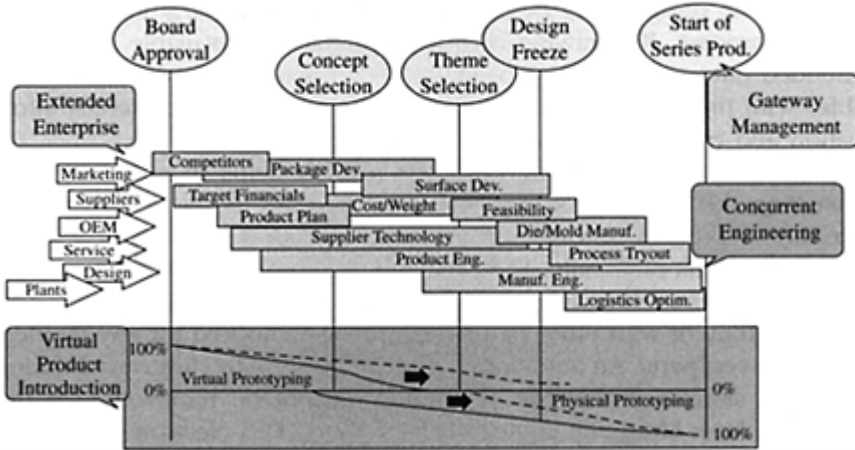 Board
Approval
Concept
Selection
Theme
Selection
Design
Freeze
Start of
Series Prod.
Gateway
Management
Extended
Enterprise
Marketing
Suppliers
OEM
Service
Design
Plants
Competitors
Package Dev.
Surface Dev.
Target Financials
Cost/Weight
Feasibility
Product Plan
Die/Mold Manuf.
Supplier Technology
Process Tryout
Product Eng.
Manuf. Eng.
Logistics Optim.
Concurrent
Engineering
Virtual
Product
Introduction
100%
0%
Virtual Prototyping
Physical Prototyping
0%
100%